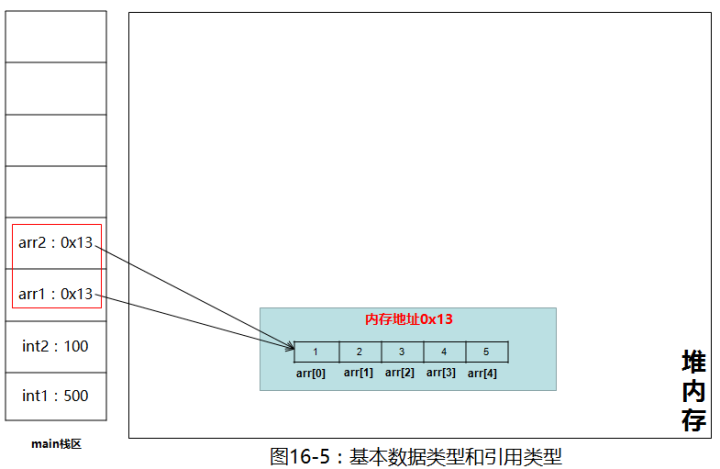 arr2：0x13
arr1：0x13
int2：100
int1：500
main栈区
内存地址0x13
1 2 3 4 5
arr[0] arr[1] arr[2] arr[3] arr[4]
堆
内
存
图16-5：基本数据类型和引用类型